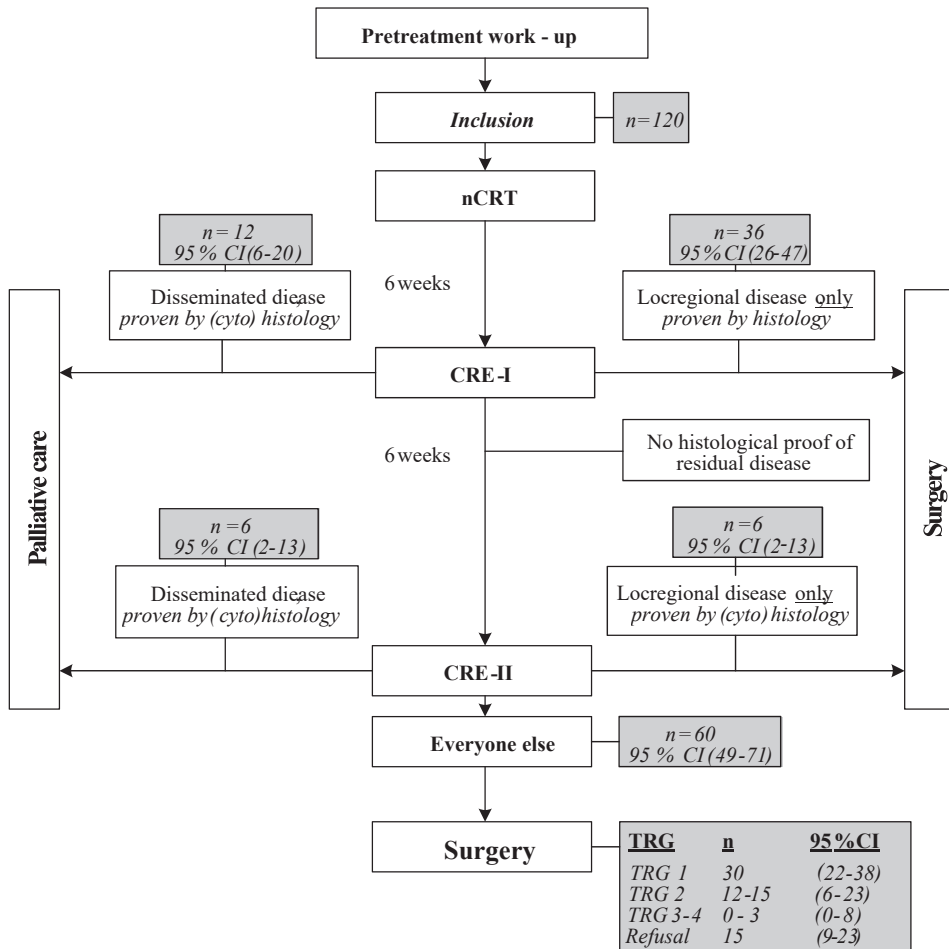 Pretreatment work - up
Inclusion
n=120
nCRT
n=12
95 % CI(6-20)
n=36
95 %CI(26-47)
6 weeks
Disseminated die,ase
proven by (cyto) histology
Locregional disease only,
proven by histology
CRE-I
Palliative care
Surgery
6 weeks
No histological proof of
residual disease
n=6
95 % CI (2-13)
n=6
95 % CI (2-13)
Disseminated disease,
proven by (cyto)histology
Locregional disease only,
proven by (cyto) histology
CRE-II
Everyone else
n=60
95 % CI(49-71)
Surgery
TRG n 95%CI
TRG 1 30 (22-38)
TRG 2 12-15 (6-23)
TRG 3-4 0 - 3 (0-8)
Refusal 15 (9-23)